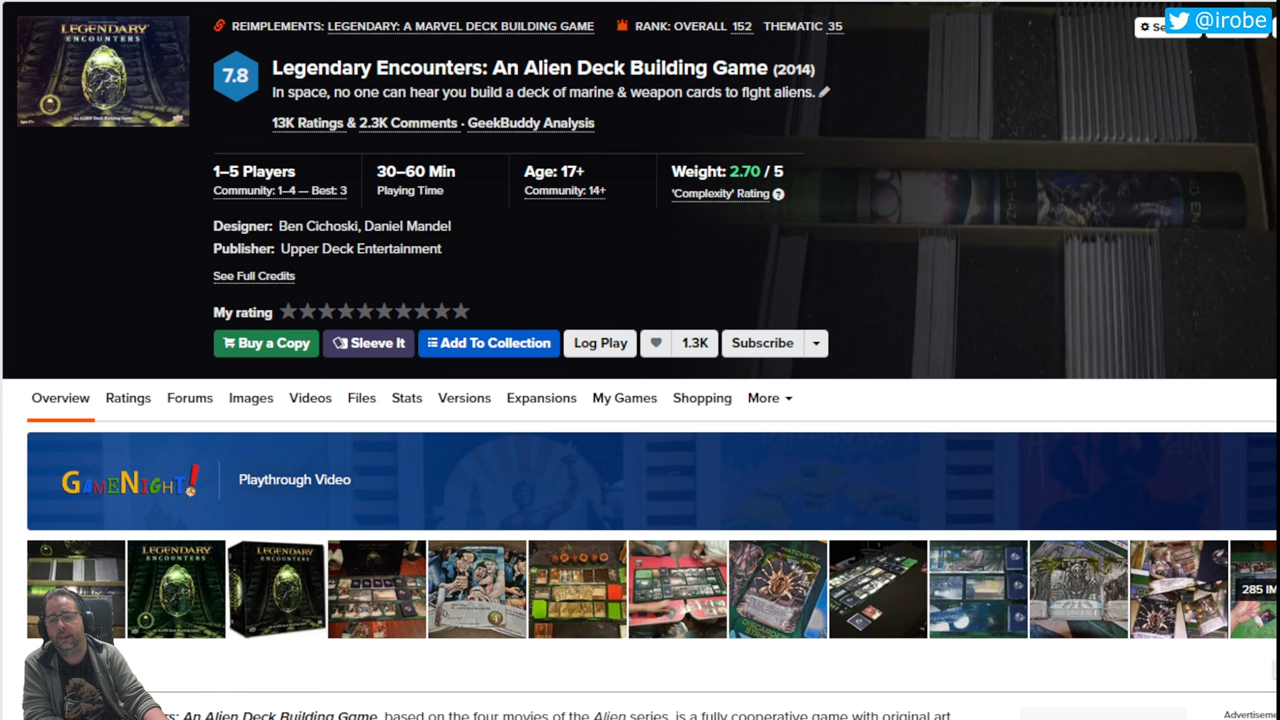 REIMPLEMENTS: LEGENDARY: A MARVEL DECK BUILDING GAME
RANK: OVERALL 152 THEMATIC 35
@irobe
LEGENDARY
ENCOUNTERS
7.8
Legendary Encounters: An Alien Deck Building Game (2014)
In space, no one can hear you build a deck of marine & weapon cards to fight aliens.
13K Ratings & 2.3K Comments · GeekBuddy Analysis
1–5 Players
30–60 Min
Age: 17+
Weight: 2.70 / 5
Community: 1–4 — Best: 3
Playing Time
Community: 14+
'Complexity' Rating ?
Designer: Ben Cichoski, Daniel Mandel
Publisher: Upper Deck Entertainment
See Full Credits
My rating
Buy a Copy
Sleeve It
Add To Collection
Log Play
1.3K
Subscribe
Overview Ratings Forums Images Videos Files Stats Versions Expansions My Games Shopping More
GAMENIGHT!
Playthrough Video
LEGENDARY
ENCOUNTERS
LEGENDARY
ENCOUNTERS
HATCHERY
285 IM
rs: An Alien Deck Building Game, based on the four movies of the Alien series, is a fully cooperative game with original art
Advertiseme